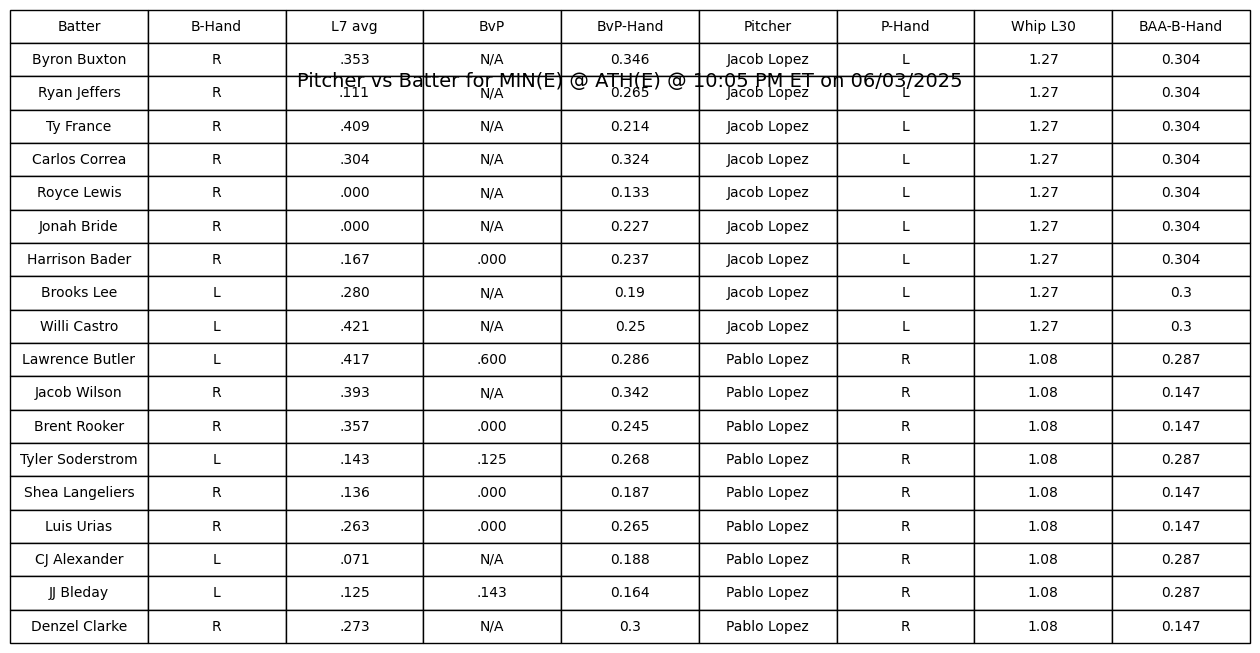 Batter B-Hand L7 avg BvP BvP-Hand Pitcher P-Hand Whip L30 BAA-B-Hand
Byron Buxton R .353 N/A 0.346 Jacob Lopez L 1.27 0.304
Pitcher vs Batter for MIN(E) @ ATH(E) @ 10:05 PM ET on 06/03/2025
Ryan Jeffers R .111 N/A 0.265 Jacob Lopez L 1.27 0.304
Ty France R .409 N/A 0.214 Jacob Lopez L 1.27 0.304
Carlos Correa R .304 N/A 0.324 Jacob Lopez L 1.27 0.304
Royce Lewis R .000 N/A 0.133 Jacob Lopez L 1.27 0.304
Jonah Bride R .000 N/A 0.227 Jacob Lopez L 1.27 0.304
Harrison Bader R .167 .000 0.237 Jacob Lopez L 1.27 0.304
Brooks Lee L .280 N/A 0.19 Jacob Lopez L 1.27 0.3
Willi Castro L .421 N/A 0.25 Jacob Lopez L 1.27 0.3
Lawrence Butler L .417 .600 0.286 Pablo Lopez R 1.08 0.287
Jacob Wilson R .393 N/A 0.342 Pablo Lopez R 1.08 0.147
Brent Rooker R .357 .000 0.245 Pablo Lopez R 1.08 0.147
Tyler Soderstrom L .143 .125 0.268 Pablo Lopez R 1.08 0.287
Shea Langeliers R .136 .000 0.187 Pablo Lopez R 1.08 0.147
Luis Urias R .263 .000 0.265 Pablo Lopez R 1.08 0.147
CJ Alexander L .071 N/A 0.188 Pablo Lopez R 1.08 0.287
JJ Bleday L .125 .143 0.164 Pablo Lopez R 1.08 0.287
Denzel Clarke R .273 N/A 0.3 Pablo Lopez R 1.08 0.147